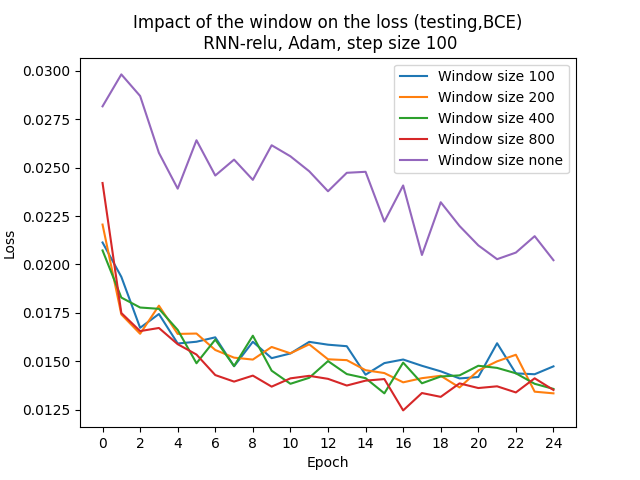 Impact of the window on the loss (testing,BCE)
RNN-relu, Adam, step size 100
Window size 100
Window size 200
Window size 400
Window size 800
Window size none
0.0300
0.0275
0.0250
0.0225
0.0200
0.0175
0.0150
0.0125
Loss
0 2 4 6 8 10 12 14 16 18 20 22 24
Epoch